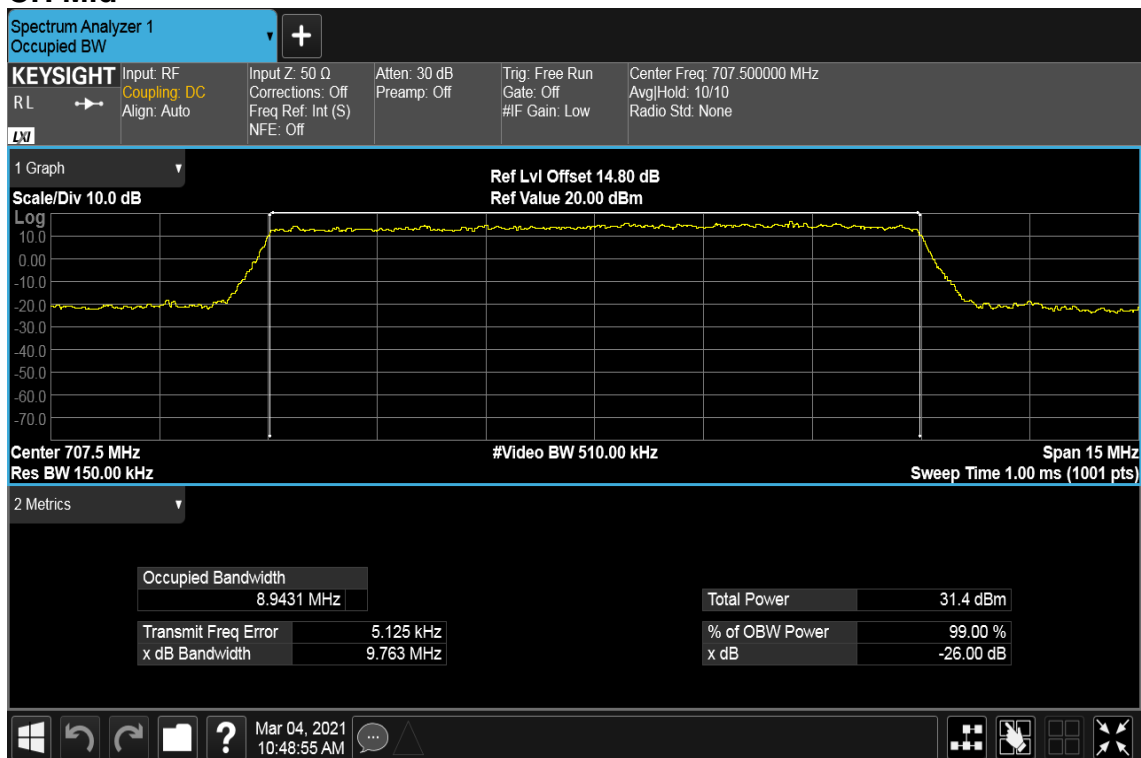 Spectrum Analyzer 1
Occupied BW
KEYSIGHT
RL
LXI
Input: RF
Coupling: DC
Align: Auto
Input Z: 50 Ω
Corrections: Off
Freq Ref: Int (S)
NFE: Off
Atten: 30 dB
Preamp: Off
Trig: Free Run
Gate: Off
#IF Gain: Low
Center Freq: 707.500000 MHz
Avg|Hold: 10/10
Radio Std: None
1 Graph
Scale/Div 10.0 dB
Ref Lvl Offset 14.80 dB
Ref Value 20.00 dBm
Log
10.0
0.00
-10.0
-20.0
-30.0
-40.0
-50.0
-60.0
-70.0
Center 707.5 MHz
#Video BW 510.00 kHz
Span 15 MHz
Res BW 150.00 kHz
Sweep Time 1.00 ms (1001 pts)
2 Metrics
Occupied Bandwidth
8.9431 MHz
Total Power 31.4 dBm
Transmit Freq Error 5.125 kHz
% of OBW Power 99.00 %
x dB Bandwidth 9.763 MHz
x dB -26.00 dB
?
Mar 04, 2021
10:48:55 AM